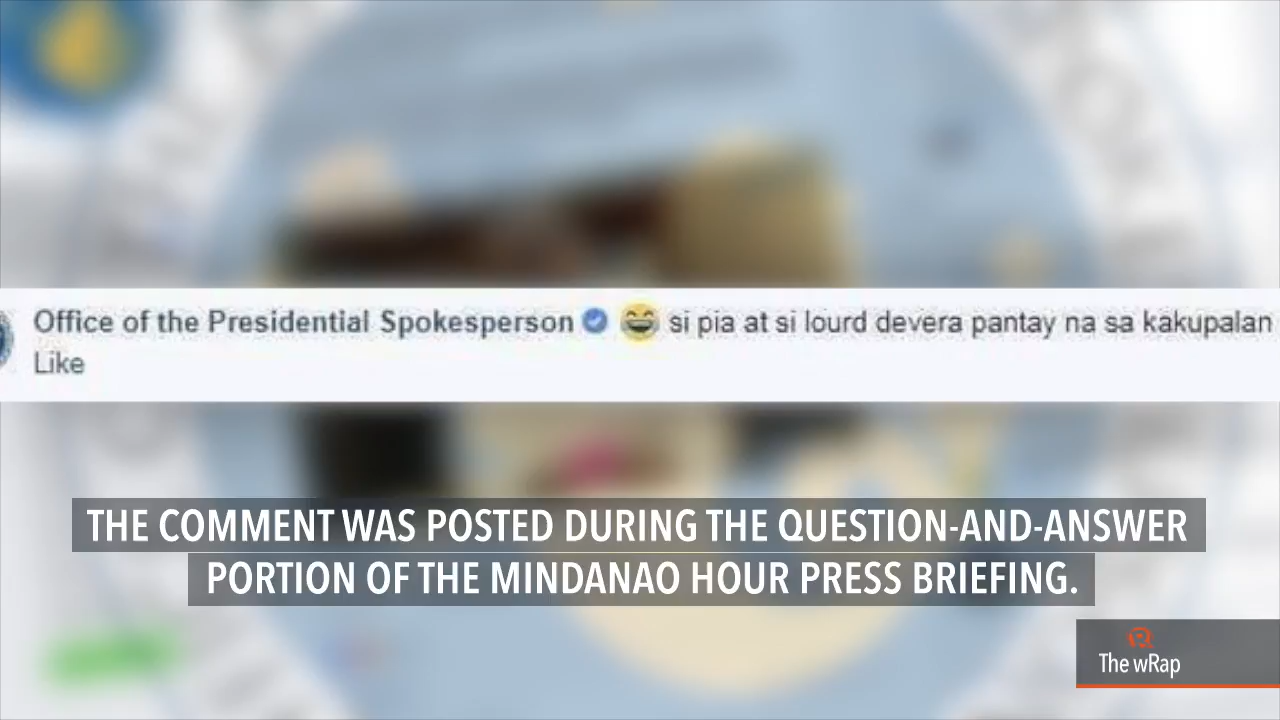 Office of the Presidential Spokesperson 😄 si pia at si lourd devera pantay na sa kakupalan
Like
THE COMMENT WAS POSTED DURING THE QUESTION-AND-ANSWER
PORTION OF THE MINDANAO HOUR PRESS BRIEFING.
The wRap